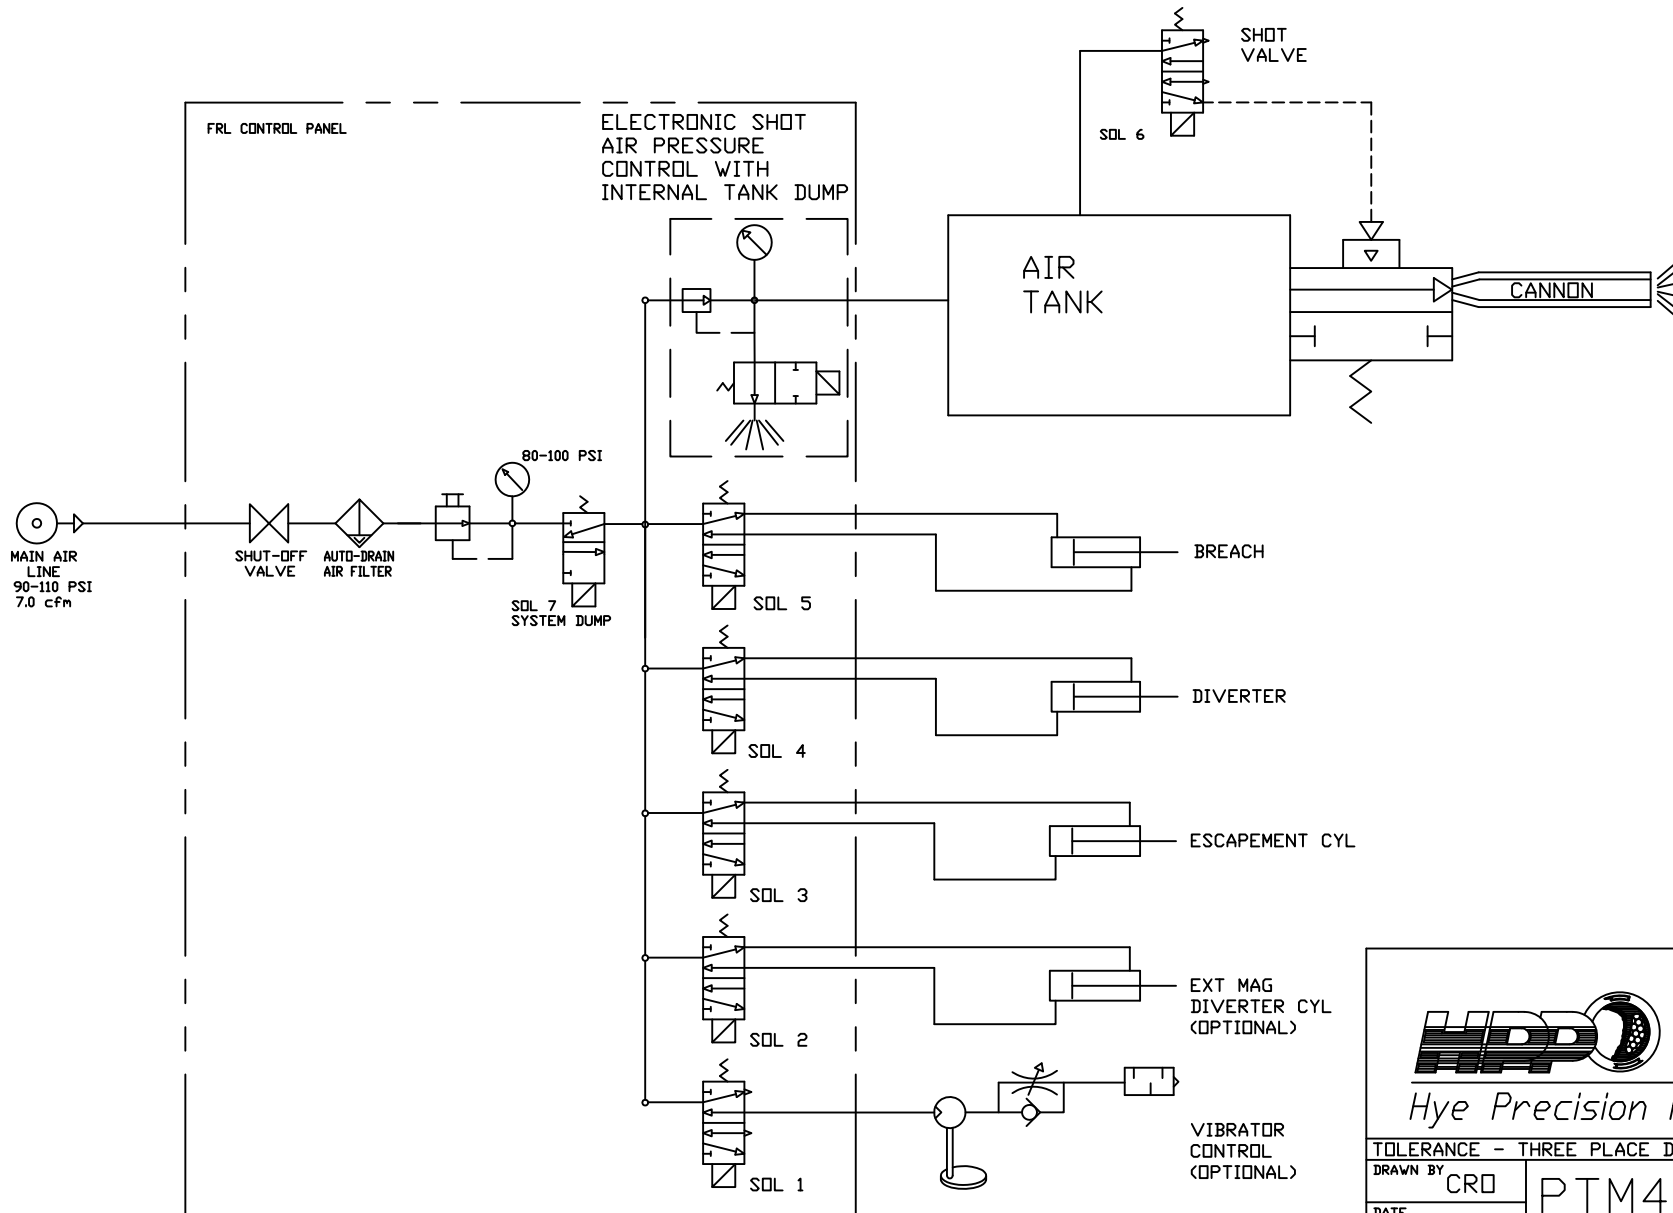 SHOT
VALVE
SOL 6
FRL CONTROL PANEL
ELECTRONIC SHOT
AIR PRESSURE
CONTROL WITH
INTERNAL TANK DUMP
AIR
TANK
CANNON
80-100 PSI
MAIN AIR
LINE
90-110 PSI
7.0 cfm
SHUT-OFF
VALVE
AUTO-DRAIN
AIR FILTER
SOL 7
SYSTEM DUMP
SOL 5
BREACH
SOL 4
DIVERTER
SOL 3
ESCAPEMENT CYL
SOL 2
EXT MAG
DIVERTER CYL
(OPTIONAL)
SOL 1
VIBRATOR
CONTROL
(OPTIONAL)
HPP
Hye Precision
TOLERANCE - THREE PLACE
DRAWN BY
CRO
PTM4
DATE